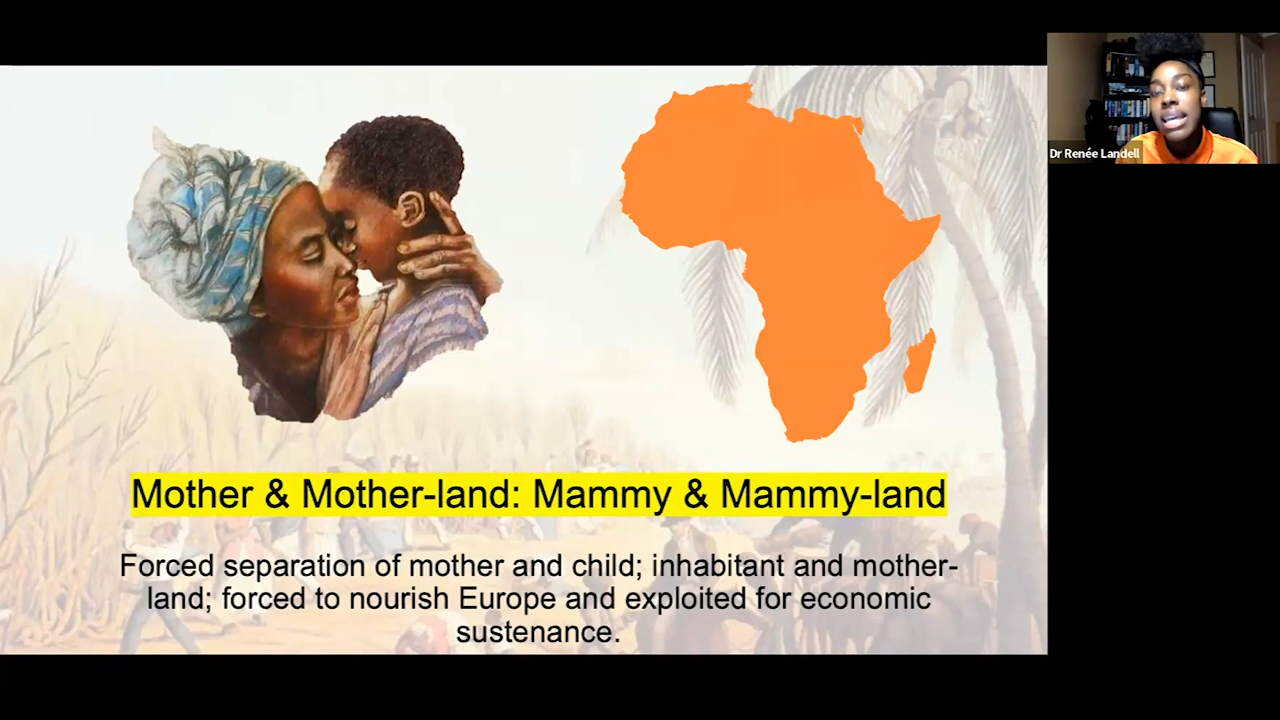 Dr Renée Landell
Mother & Mother-land: Mammy & Mammy-land
Forced separation of mother and child; inhabitant and mother-
land; forced to nourish Europe and exploited for economic
sustenance.